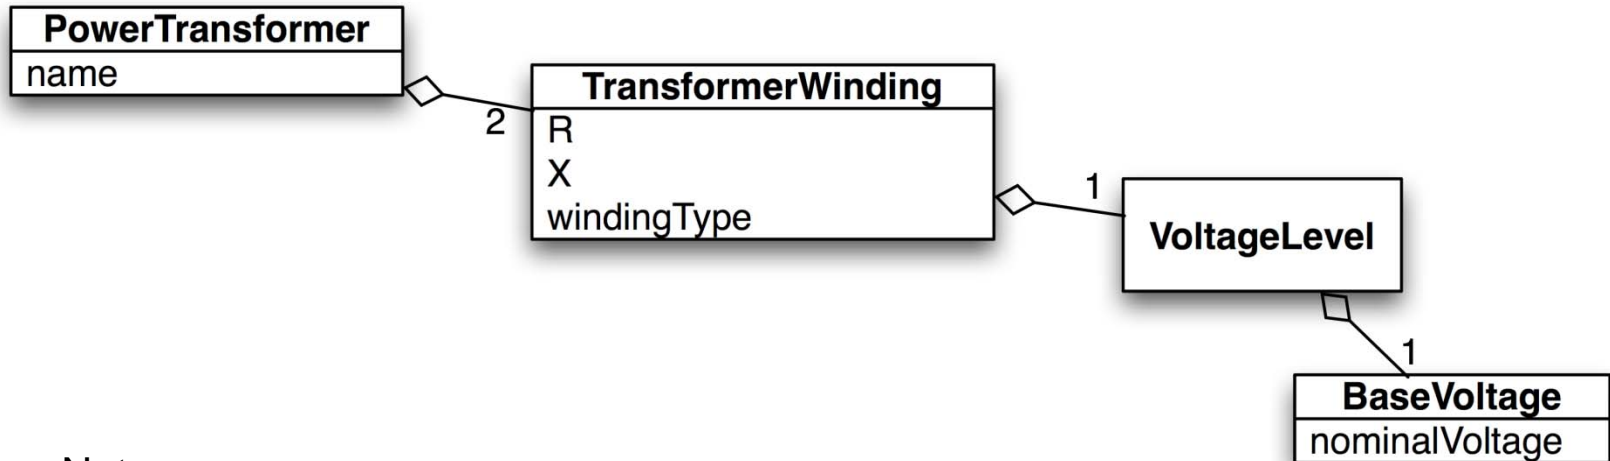 PowerTransformer
name
2
TransformerWinding
R
X
windingType
1
VoltageLevel
1
BaseVoltage
nominalVoltage